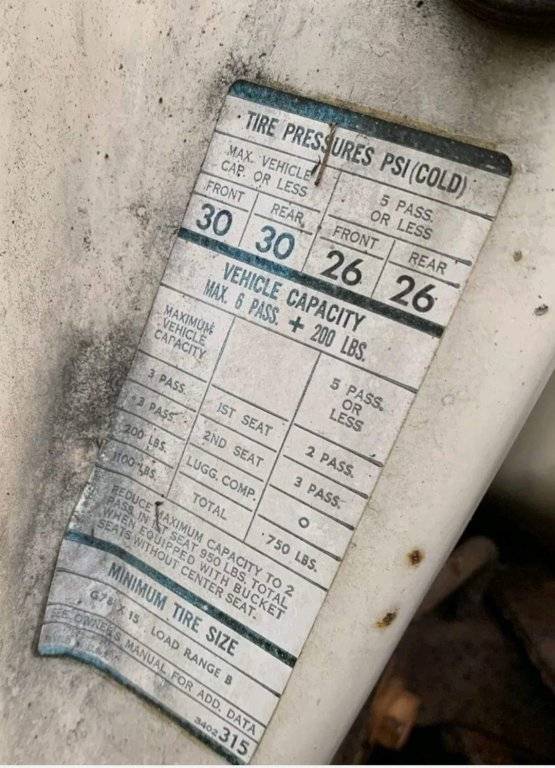 TIRE PRESSURES PSI (COLD)
MAX. VEHICLE CAP. OR LESS
5 PASS. OR LESS
FRONT REAR FRONT REAR
30 30 26 26
VEHICLE CAPACITY
MAX. 6 PASS. + 200 LBS.
MAXIMUM VEHICLE CAPACITY
5 PASS. OR LESS
3 PASS. 1ST SEAT 2 PASS.
3 PASS. 2ND SEAT 3 PASS.
200 LBS. LUGG. COMP. 0
1100 LBS. TOTAL 750 LBS.
REDUCE MAXIMUM CAPACITY TO 2
PASS. IN 1ST SEAT 950 LBS. TOTAL
WHEN EQUIPPED WITH BUCKET
SEATS WITHOUT CENTER SEAT.
MINIMUM TIRE SIZE
G78 X 15 LOAD RANGE B
SEE OWNERS MANUAL FOR ADD. DATA
3402315